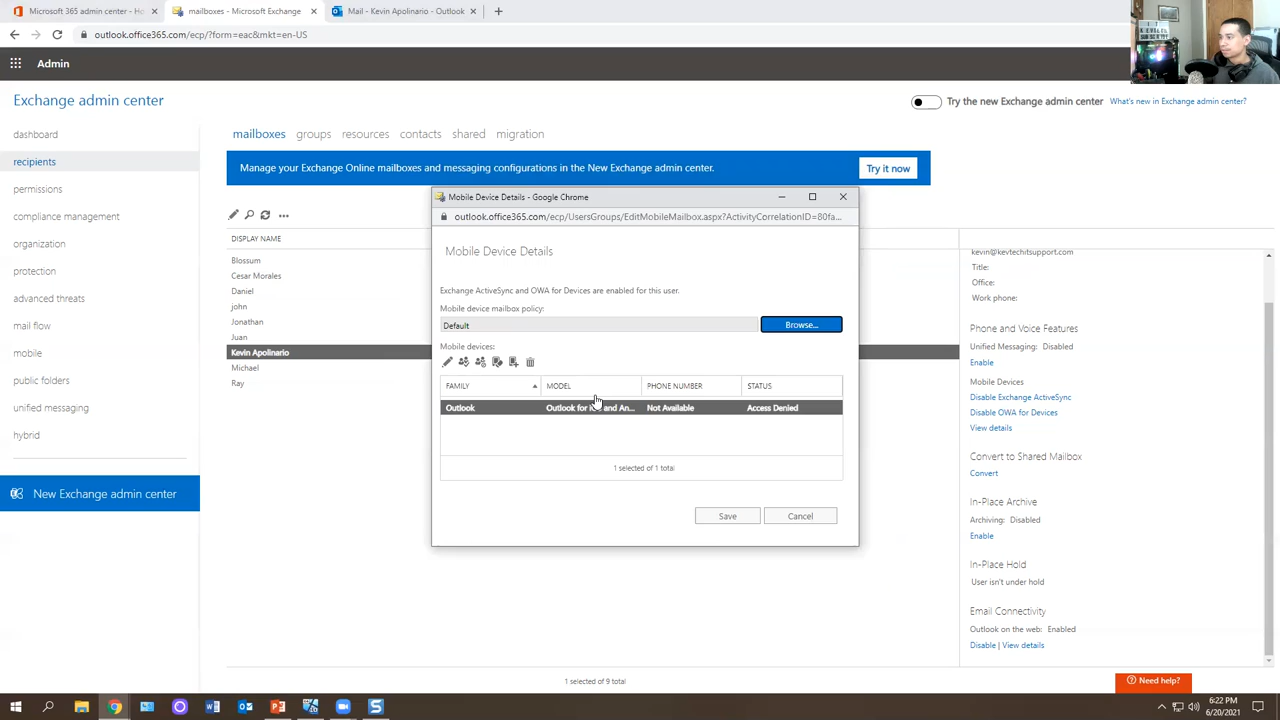 Microsoft 365 admin center - Ho
mailboxes - Microsoft Exchange
Mail - Kevin Apolinario - Outlook
outlook.office365.com/ecp/?form=eac&mkt=en-US
Admin
Exchange admin center
Try the new Exchange admin center
What's new in Exchange admin center?
dashboard
recipients
permissions
compliance management
organization
protection
advanced threats
mail flow
mobile
public folders
unified messaging
hybrid
New Exchange admin center
mailboxes groups resources contacts shared migration
Manage your Exchange Online mailboxes and messaging configurations in the New Exchange admin center.
Try it now
DISPLAY NAME
Blossum
Cesar Morales
Daniel
john
Jonathan
Juan
Kevin Apolinario
Michael
Ray
1 selected of 9 total
Mobile Device Details - Google Chrome
outlook.office365.com/ecp/UsersGroups/EditMobileMailbox.aspx?ActivityCorrelationID=80fa...
Mobile Device Details
Exchange ActiveSync and OWA for Devices are enabled for this user.
Mobile device mailbox policy:
Default
Browse...
Mobile devices:
FAMILY MODEL PHONE NUMBER STATUS
Outlook Outlook for and An... Not Available Access Denied
1 selected of 1 total
Save Cancel
kevin@kevtechitsupport.com
Title:
Office:
Work phone:
Phone and Voice Features
Unified Messaging: Disabled
Enable
Mobile Devices
Disable Exchange ActiveSync
Disable OWA for Devices
View details
Convert to Shared Mailbox
Convert
In-Place Archive
Archiving: Disabled
Enable
In-Place Hold
User isn't under hold
Email Connectivity
Outlook on the web: Enabled
Disable | View details
Need help?
6:22 PM
6/20/2021